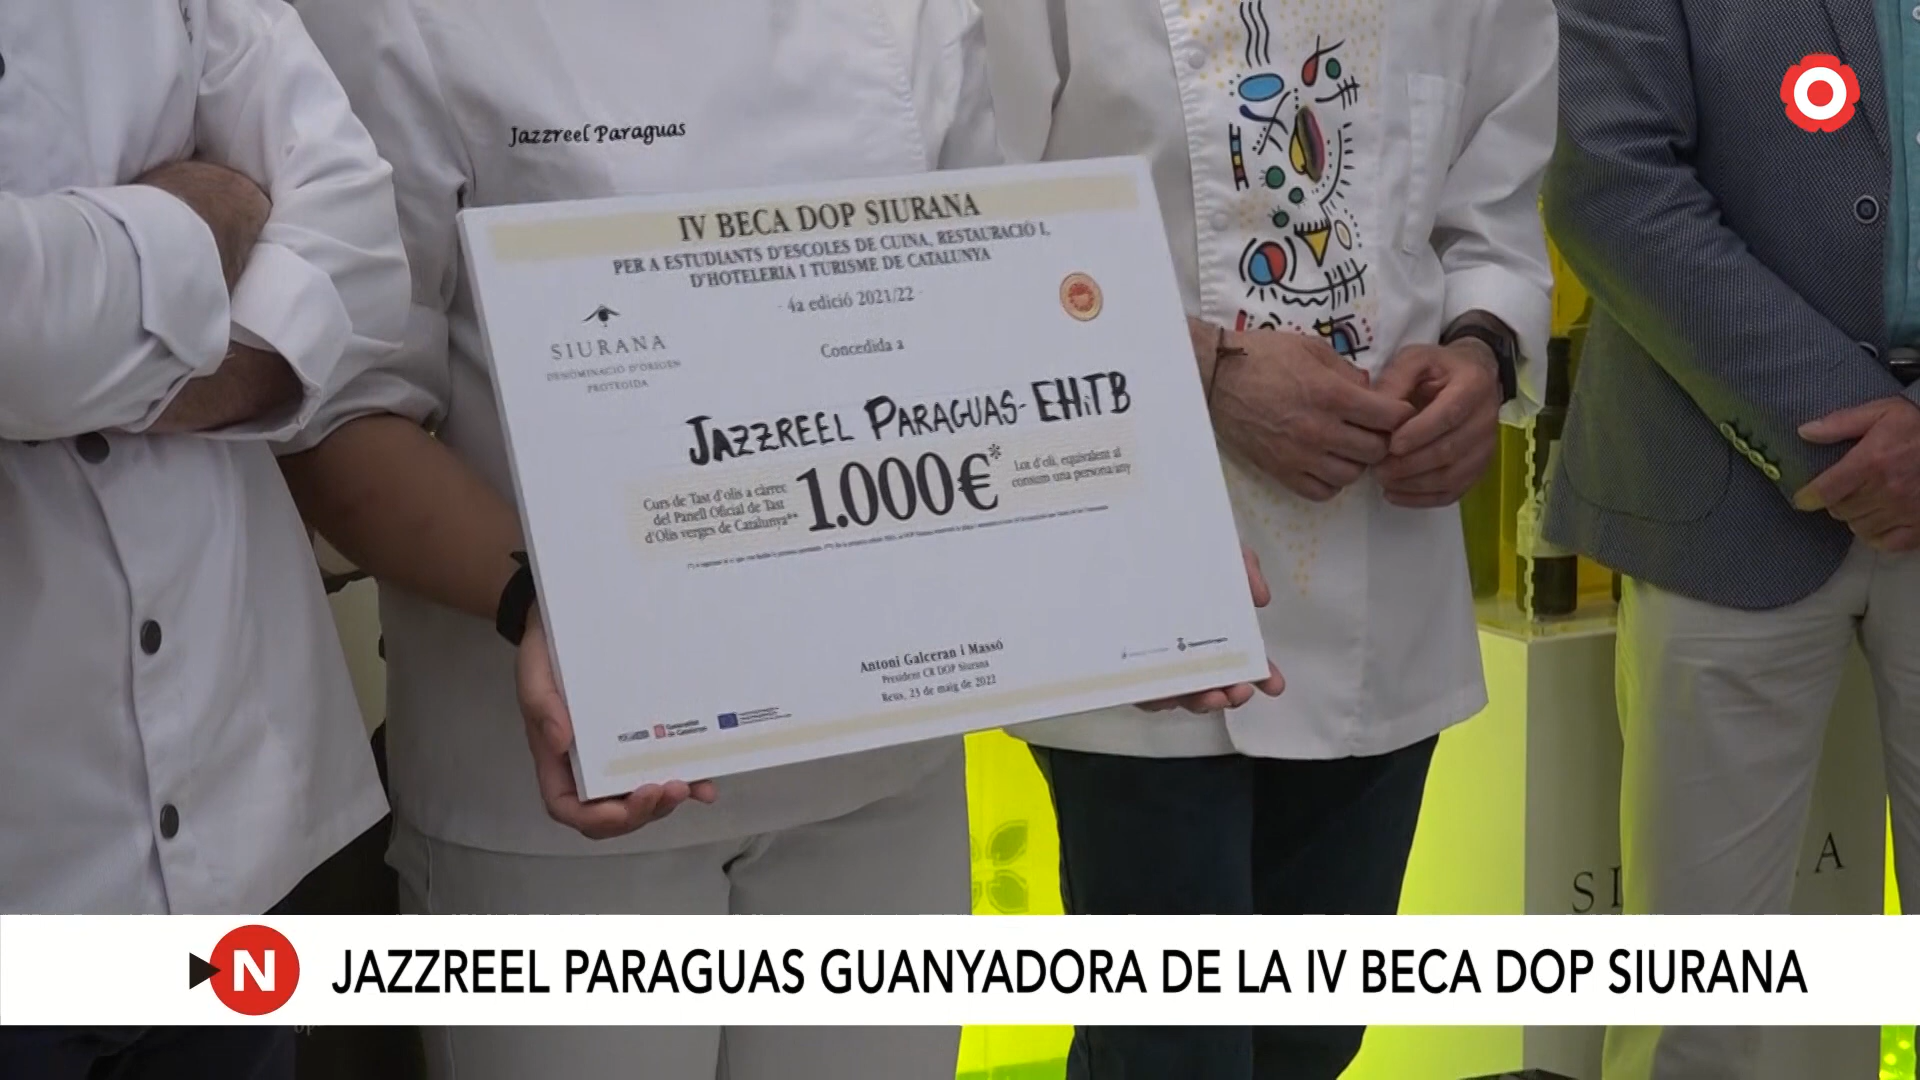 Jazzreel Paraguas
IV BECA DOP SIURANA
PER A ESTUDIANTS D'ESCOLES DE CUINA, RESTAURACIÓ I,
D'HOTELERIA I TURISME DE CATALUNYA
- 4a edició 2021/22 -
SIURANA
DENOMINACIÓ D'ORIGEN
PROTEGIDA
Concedida a
JAZZREEL PARAGUAS - EHiTB
Curs de Tast d'olis a càrrec
del Panell Oficial de Tast
d'Olis verges de Catalunya**
1.000€*
Lot d'oli, equivalent al
consum una persona/any
Antoni Galceran i Massó
President CR DOP Siurana
Reus, 23 de maig de 2022
Generalitat
de Catalunya
N JAZZREEL PARAGUAS GUANYADORA DE LA IV BECA DOP SIURANA